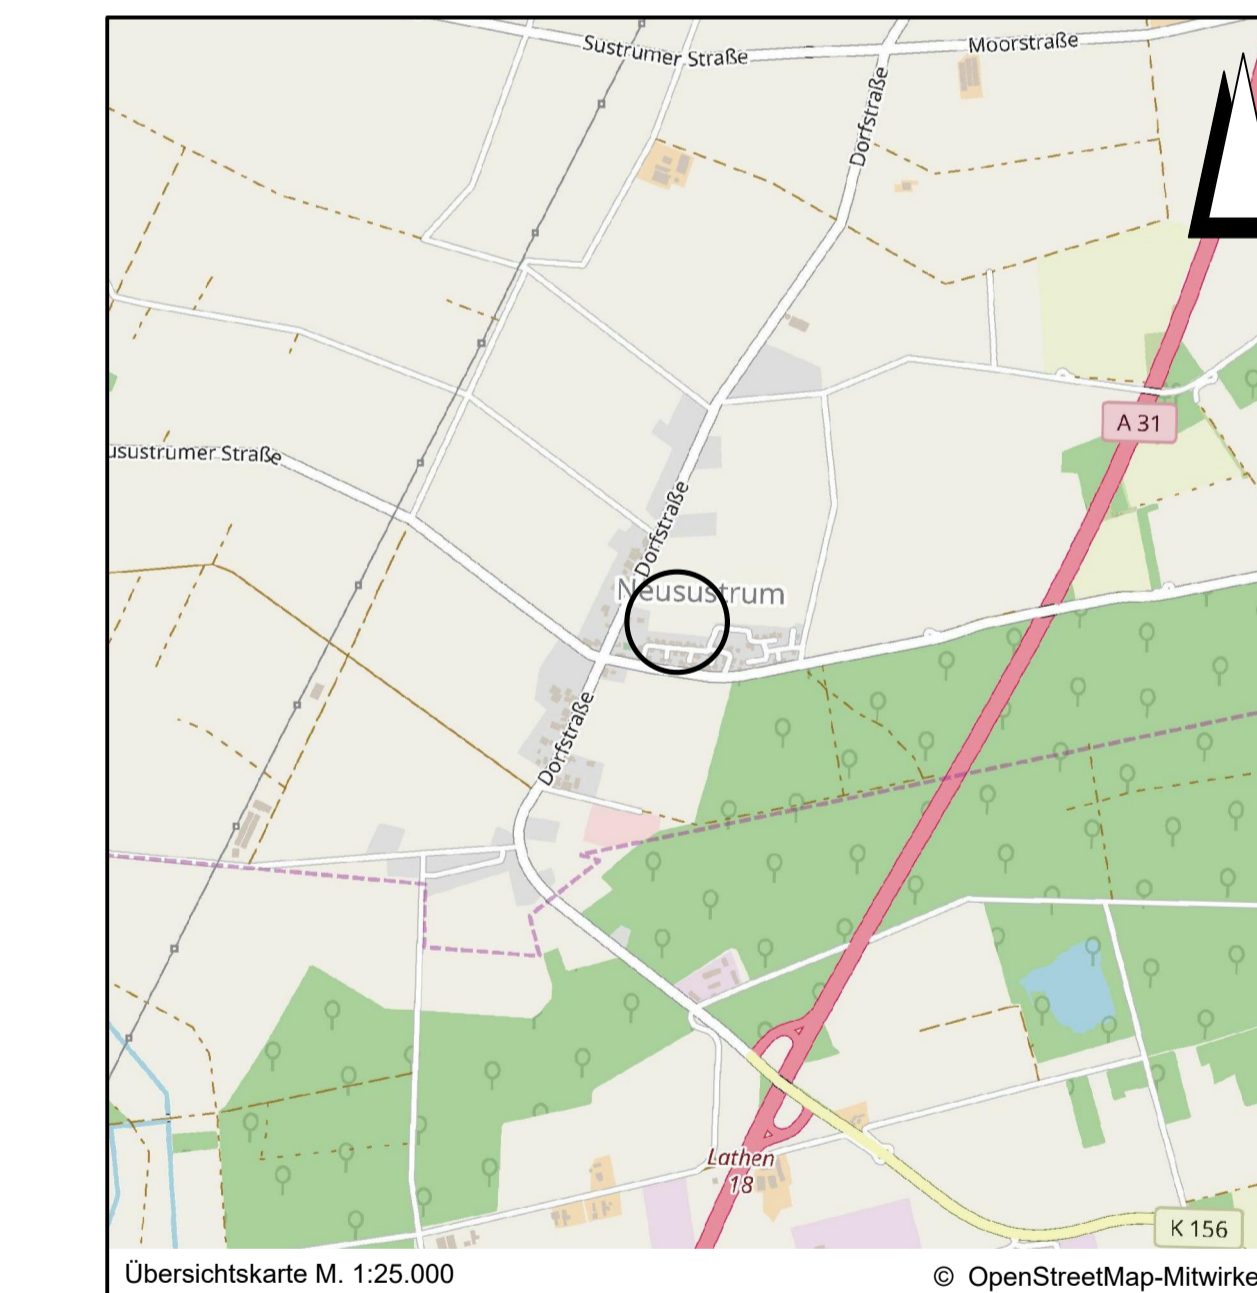 Sustrumer Straße
Moorstraße
Dorfstraße
A 31
usustrumer Straße
Dorfstraße
Neusustrum
Dorfstraße
Lathen
18
K 156
Übersichtskarte M. 1:25.000
© OpenStreetMap-Mitwirke